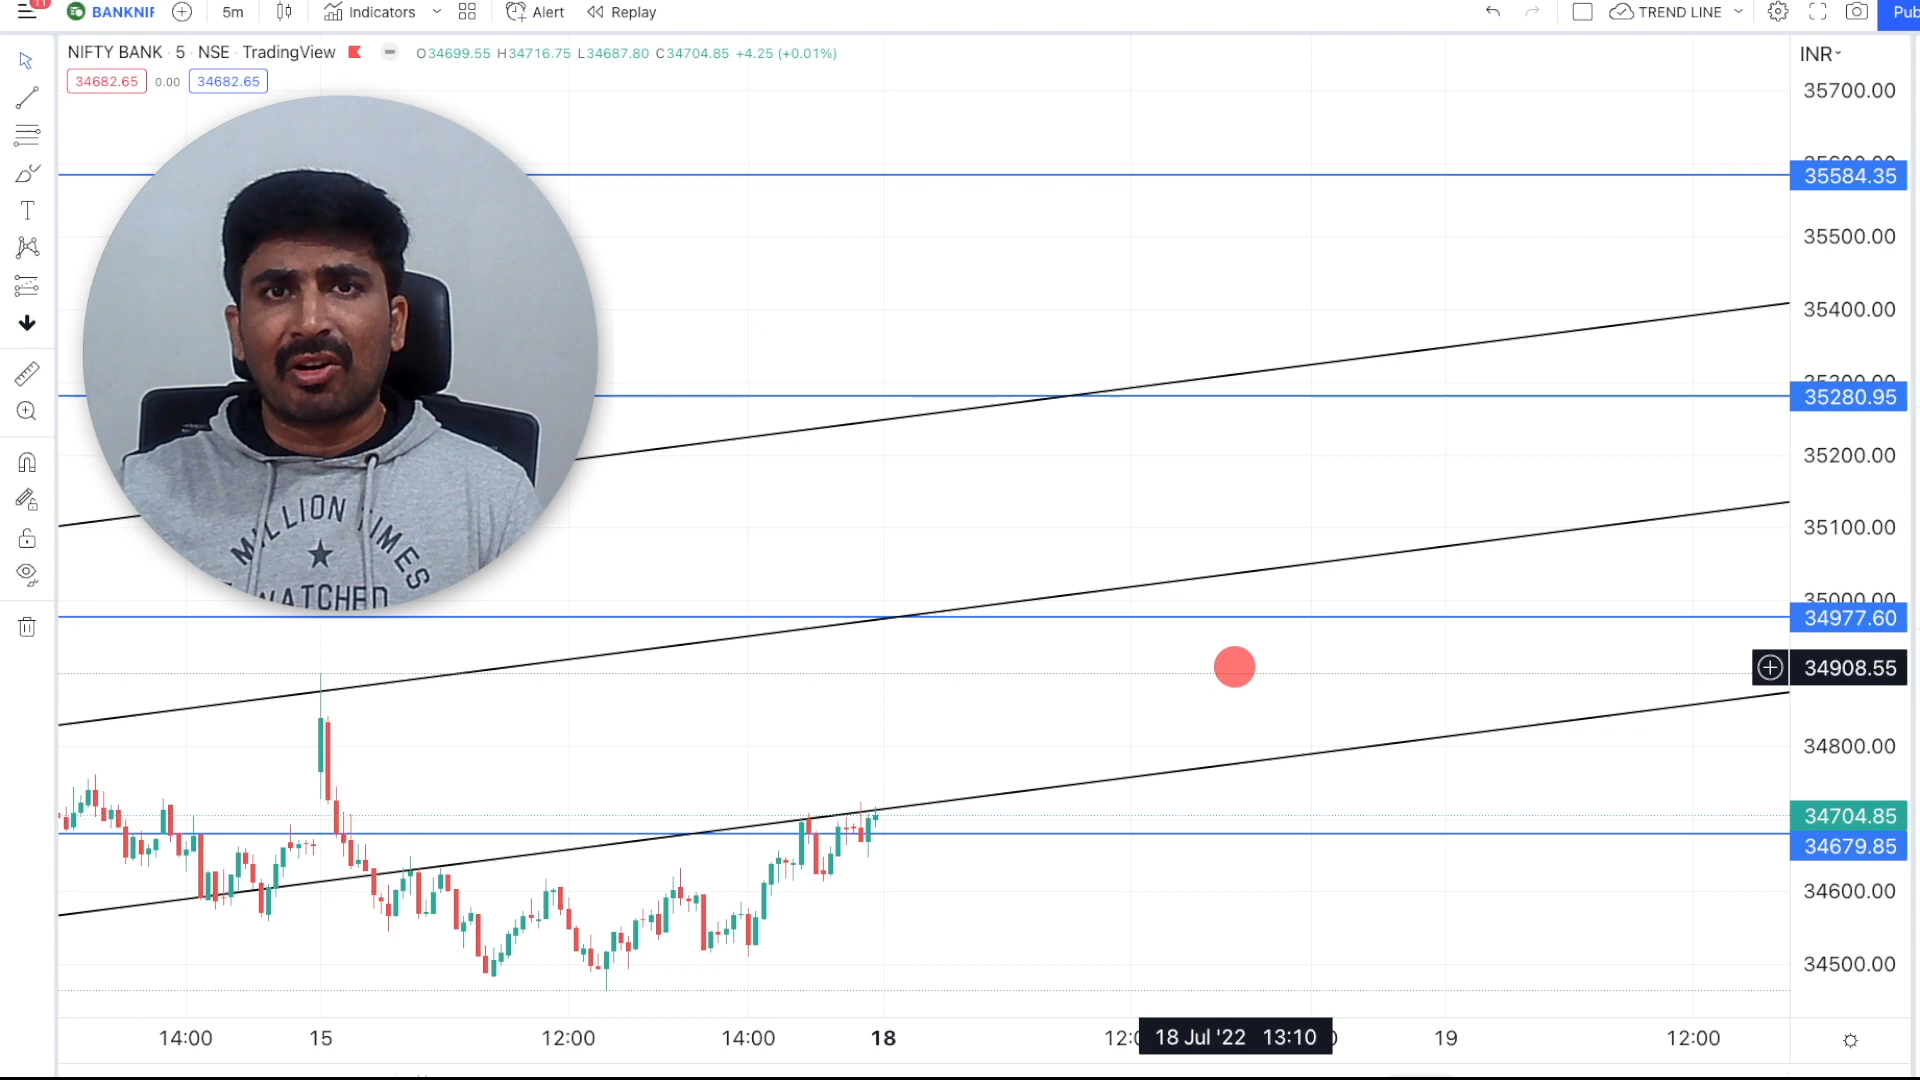 11
BANKNIF
5m
Indicators
Alert
Replay
TREND LINE
Pub
NIFTY BANK · 5 · NSE · TradingView
O34699.55 H34716.75 L34687.80 C34704.85 +4.25 (+0.01%)
INR
34682.65 0.00 34682.65
35700.00
35584.35
35500.00
35400.00
35280.95
35200.00
35100.00
34977.60
34908.55
34800.00
34704.85
34679.85
34600.00
34500.00
MILLION TIMES
WATCHED
14:00
15
12:00
14:00
18
18 Jul '22 13:10
19
12:00